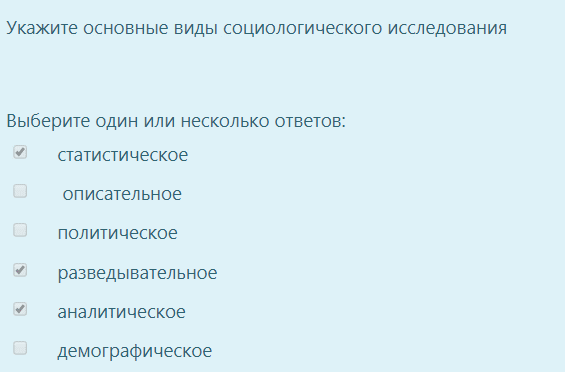 Укажите основные виды социологического исследования
Выберите один или несколько ответов:
статистическое
описательное
политическое
разведывательное
аналитическое
демографическое